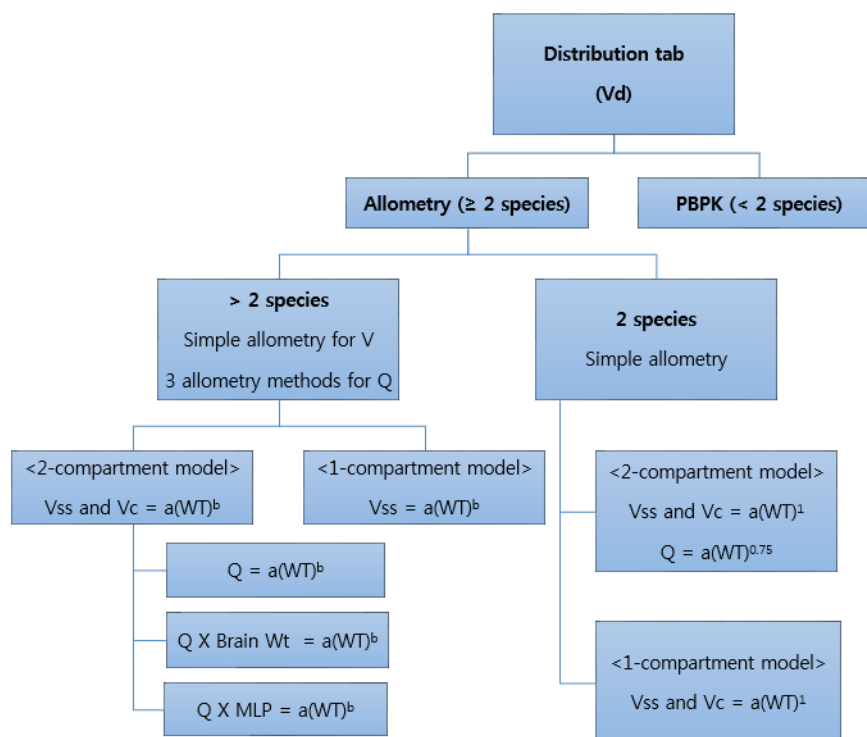 Distribution tab
(Vd)
Allometry (≥ 2 species)
PBPK (< 2 species)
> 2 species
Simple allometry for V
3 allometry methods for Q
2 species
Simple allometry
<2-compartment model>
Vss and Vc = a(WT)ᵇ
<1-compartment model>
Vss = a(WT)ᵇ
Q = a(WT)ᵇ
Q X Brain Wt = a(WT)ᵇ
Q X MLP = a(WT)ᵇ
<2-compartment model>
Vss and Vc = a(WT)¹
Q = a(WT)⁰·⁷⁵
<1-compartment model>
Vss and Vc = a(WT)¹